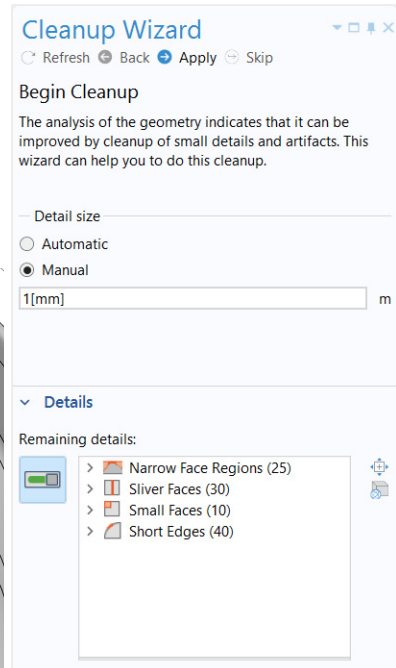 Cleanup Wizard
Refresh Back Apply Skip
Begin Cleanup
The analysis of the geometry indicates that it can be
improved by cleanup of small details and artifacts. This
wizard can help you to do this cleanup.
Detail size
Automatic
Manual
1[mm] m
Details
Remaining details:
Narrow Face Regions (25)
Sliver Faces (30)
Small Faces (10)
Short Edges (40)